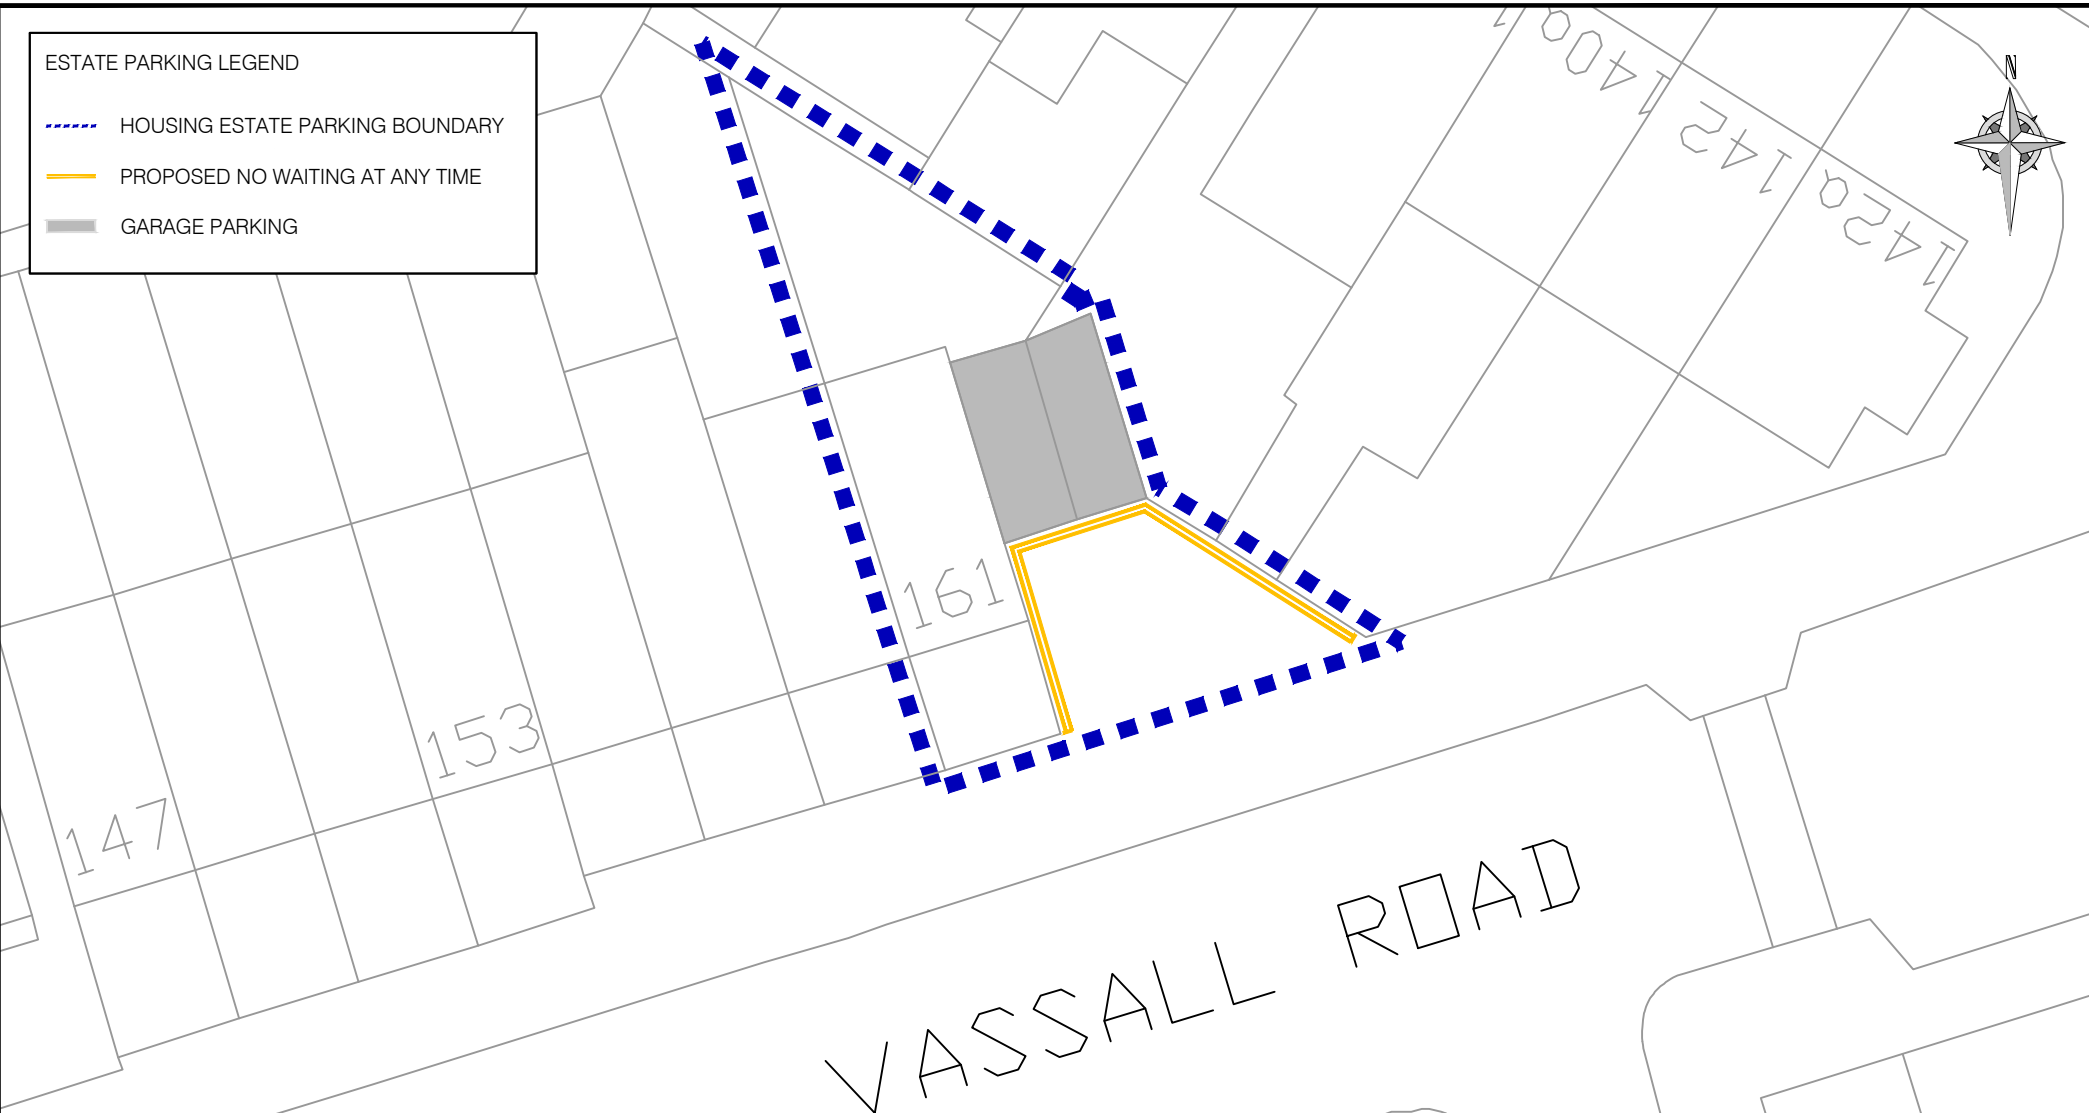 ESTATE PARKING LEGEND
HOUSING ESTATE PARKING BOUNDARY
PROPOSED NO WAITING AT ANY TIME
GARAGE PARKING
N
142a
142
140a
161
153
147
VASSALL ROAD